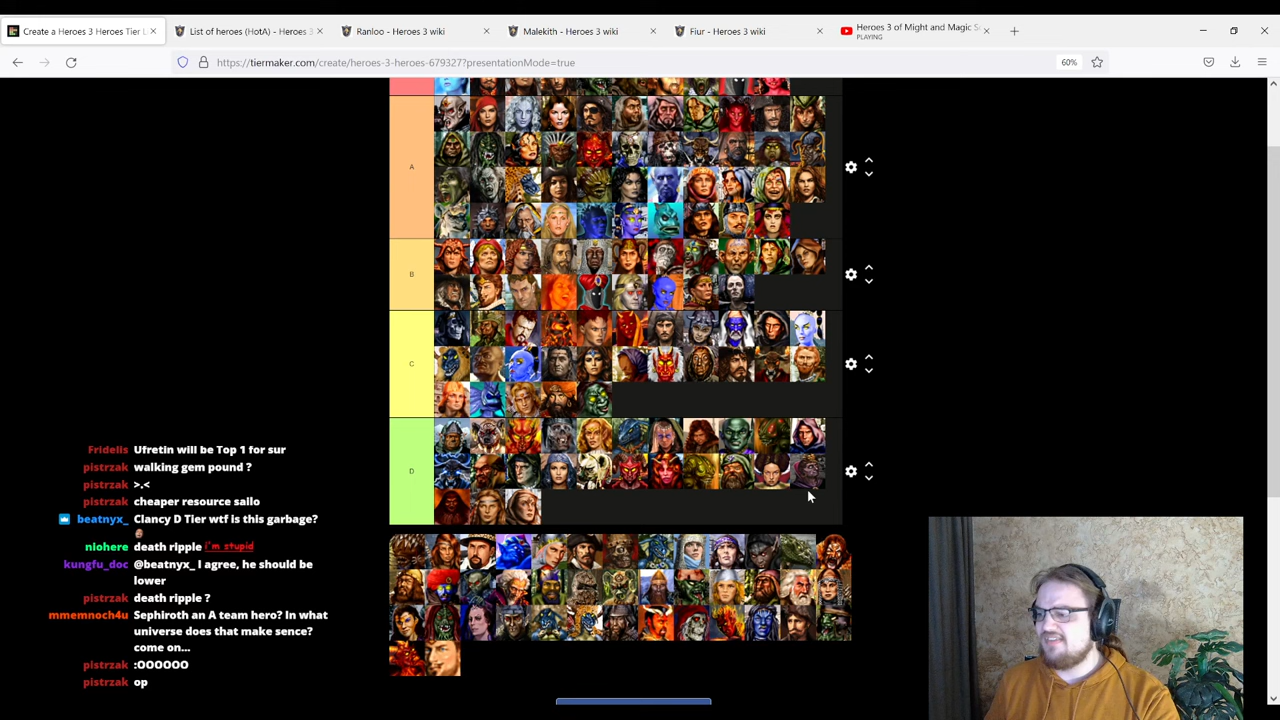 Create a Heroes 3 Heroes Tier L
List of heroes (HotA) - Heroes 3
Ranloo - Heroes 3 wiki
Malekith - Heroes 3 wiki
Fiur - Heroes 3 wiki
Heroes 3 of Might and Magic S
PLAYING
https://tiermaker.com/create/heroes-3-heroes-679327?presentationMode=true
60%
A
B
C
D
Fridelis Ufretin will be Top 1 for sur
pistrzak walking gem pound ?
pistrzak >.<
pistrzak cheaper resource sailo
beatnyx_ Clancy D Tier wtf is this garbage?
niohere death ripple i'm stupid
kungfu_doc @beatnyx_ I agree, he should be
lower
pistrzak death ripple ?
mmemnoch4u Sephiroth an A team hero? In what
universe does that make sence?
come on...
pistrzak :OOOOOO
pistrzak op